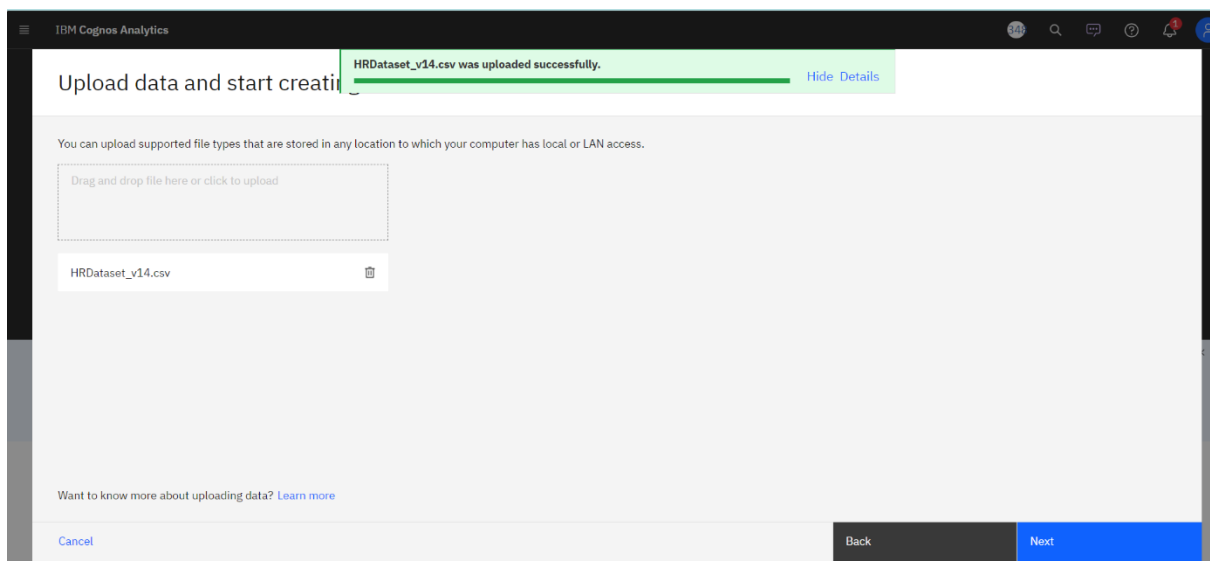 IBM Cognos Analytics
1
HRDataset_v14.csv was uploaded successfully.
Hide Details
Upload data and start
You can upload supported file types that are stored in any location to which your computer has local or LAN access.
Drag and drop file here or click to upload
HRDataset_v14.csv
Want to know more about uploading data? Learn more
Cancel
Back
Next